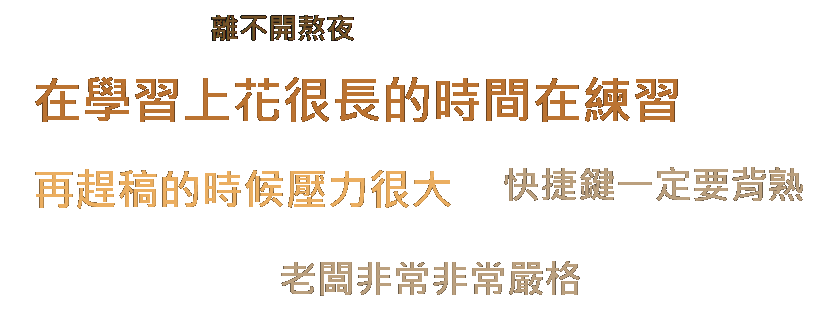 離不開熬夜
在學習上花很長的時間在練習
再趕稿的時候壓力很大
快捷鍵一定要背熟
老闆非常非常嚴格